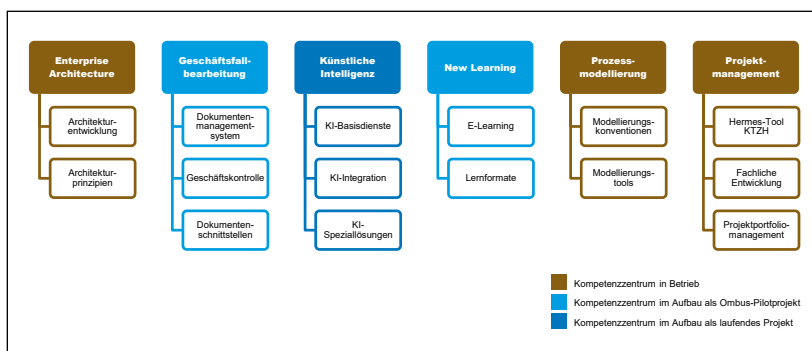 Enterprise
Architecture
Architektur-
entwicklung
Architektur-
prinzipien
Geschäftsfall-
bearbeitung
Dokumenten-
management-
system
Geschäftskontrolle
Dokumenten-
schnittstellen
Künstliche
Intelligenz
KI-Basisdienste
KI-Integration
KI-
Speziallösungen
New Learning
E-Learning
Lernformate
Prozess-
modellierung
Modellierungs-
konventionen
Modellierungs-
tools
Projekt-
management
Hermes-Tool
KTZH
Fachliche
Entwicklung
Projektportfolio-
management
Kompetenzzentrum in Betrieb
Kompetenzzentrum im Aufbau als Ombus-Pilotprojekt
Kompetenzzentrum im Aufbau als laufendes Projekt